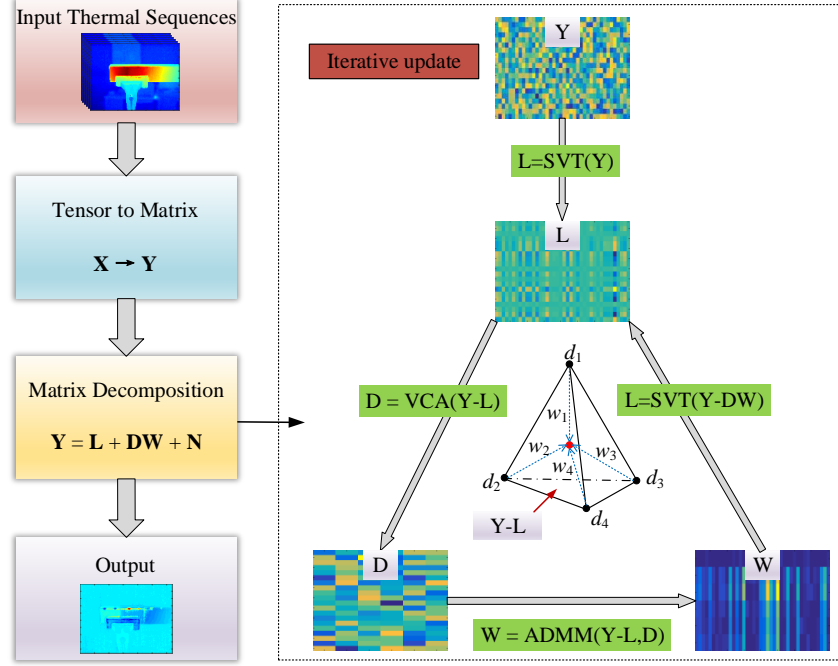 Input Thermal Sequences
Tensor to Matrix
X → Y
Matrix Decomposition
Y = L + DW + N
Output
Iterative update
Y
L=SVT(Y)
L
D = VCA(Y-L)
L=SVT(Y-DW)
d1
w1
w2
w3
w4
d2
d3
d4
Y-L
D
W
W = ADMM(Y-L,D)